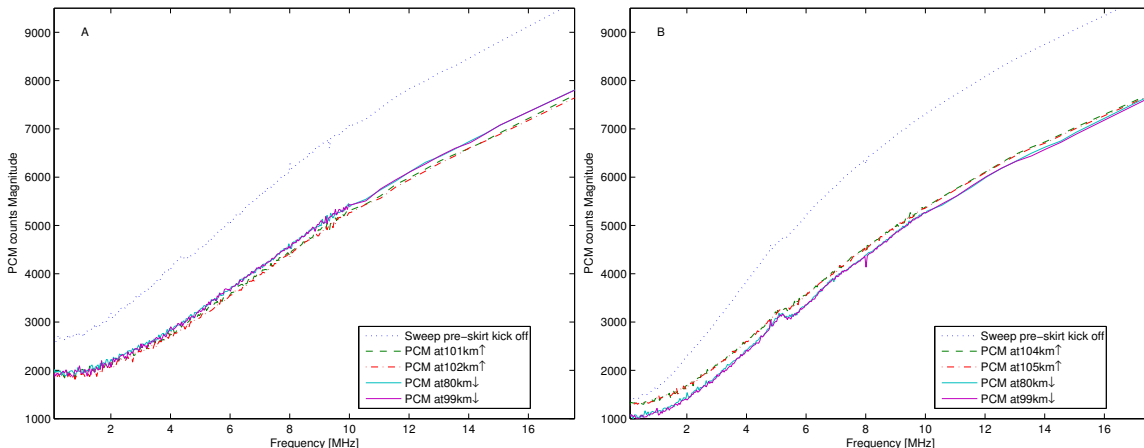 A
9000
8000
7000
6000
5000
4000
3000
2000
1000
PCM counts Magnitude
2 4 6 8 10 12 14 16
Frequency [MHz]
Sweep pre-skirt kick off
PCM at101km↑
PCM at102km↑
PCM at80km↓
PCM at99km↓
B
9000
8000
7000
6000
5000
4000
3000
2000
1000
PCM counts Magnitude
2 4 6 8 10 12 14 16
Frequency [MHz]
Sweep pre-skirt kick off
PCM at104km↑
PCM at105km↑
PCM at80km↓
PCM at99km↓